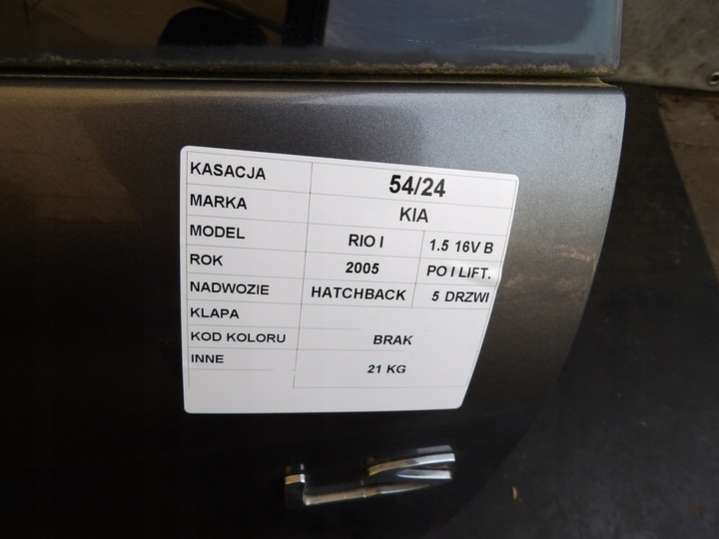 KASACJA 54/24
MARKA KIA
MODEL RIO I 1.5 16V B
ROK 2005 PO I LIFT.
NADWOZIE HATCHBACK 5 DRZWI
KLAPA
KOD KOLORU BRAK
INNE 21 KG